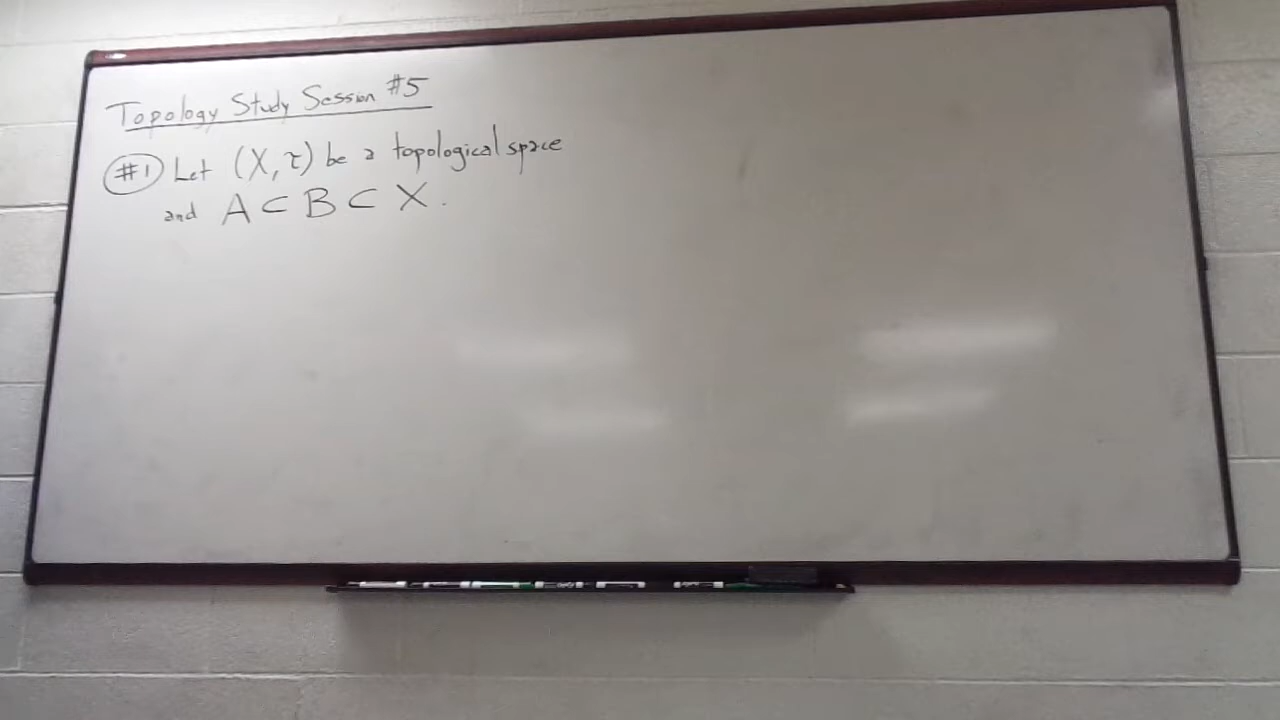 Topology Study Session #5
#1 Let (X, τ) be a topological space
and A ⊂ B ⊂ X.